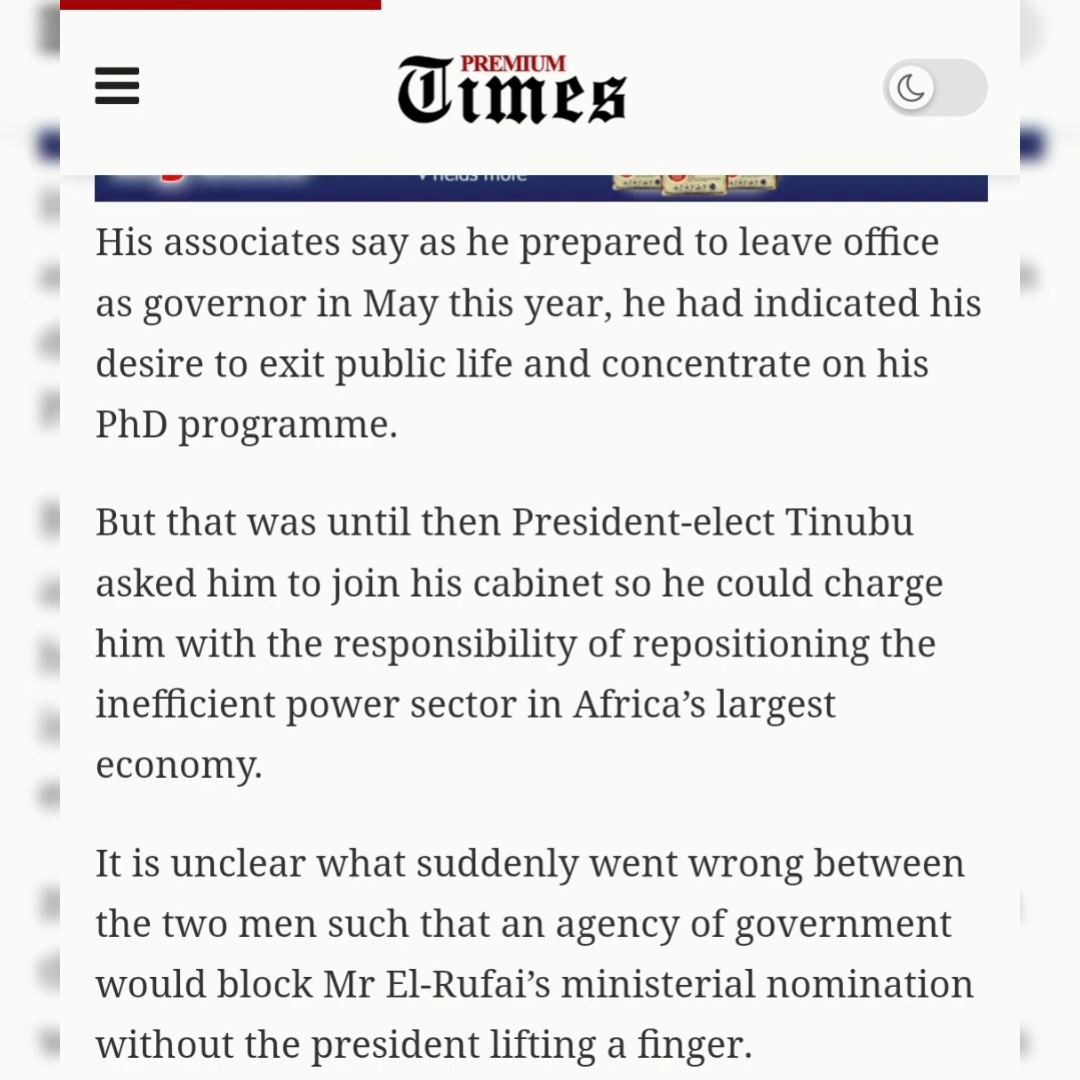 PREMIUM
Times
His associates say as he prepared to leave office
as governor in May this year, he had indicated his
desire to exit public life and concentrate on his
PhD programme.
But that was until then President-elect Tinubu
asked him to join his cabinet so he could charge
him with the responsibility of repositioning the
inefficient power sector in Africa’s largest
economy.
It is unclear what suddenly went wrong between
the two men such that an agency of government
would block Mr El-Rufai’s ministerial nomination
without the president lifting a finger.